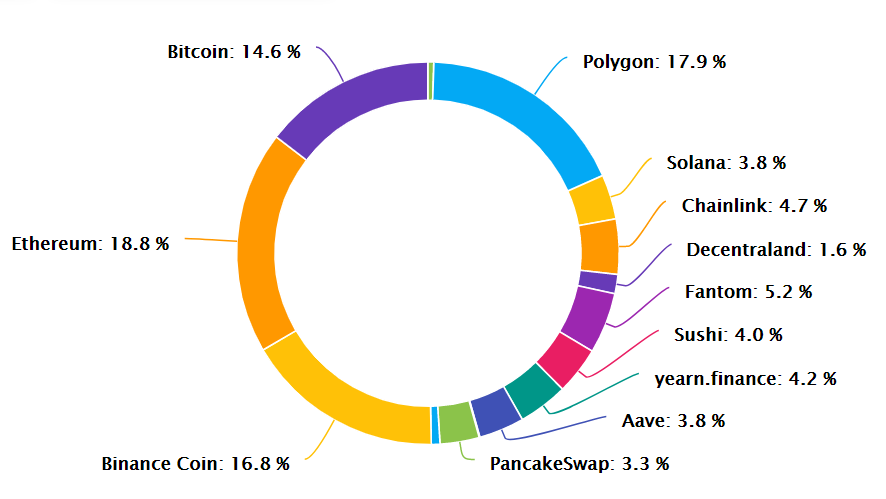 Bitcoin: 14.6 %
Polygon: 17.9 %
Solana: 3.8 %
Chainlink: 4.7 %
Ethereum: 18.8 %
Decentraland: 1.6 %
Fantom: 5.2 %
Sushi: 4.0 %
yearn.finance: 4.2 %
Aave: 3.8 %
Binance Coin: 16.8 %
PancakeSwap: 3.3 %